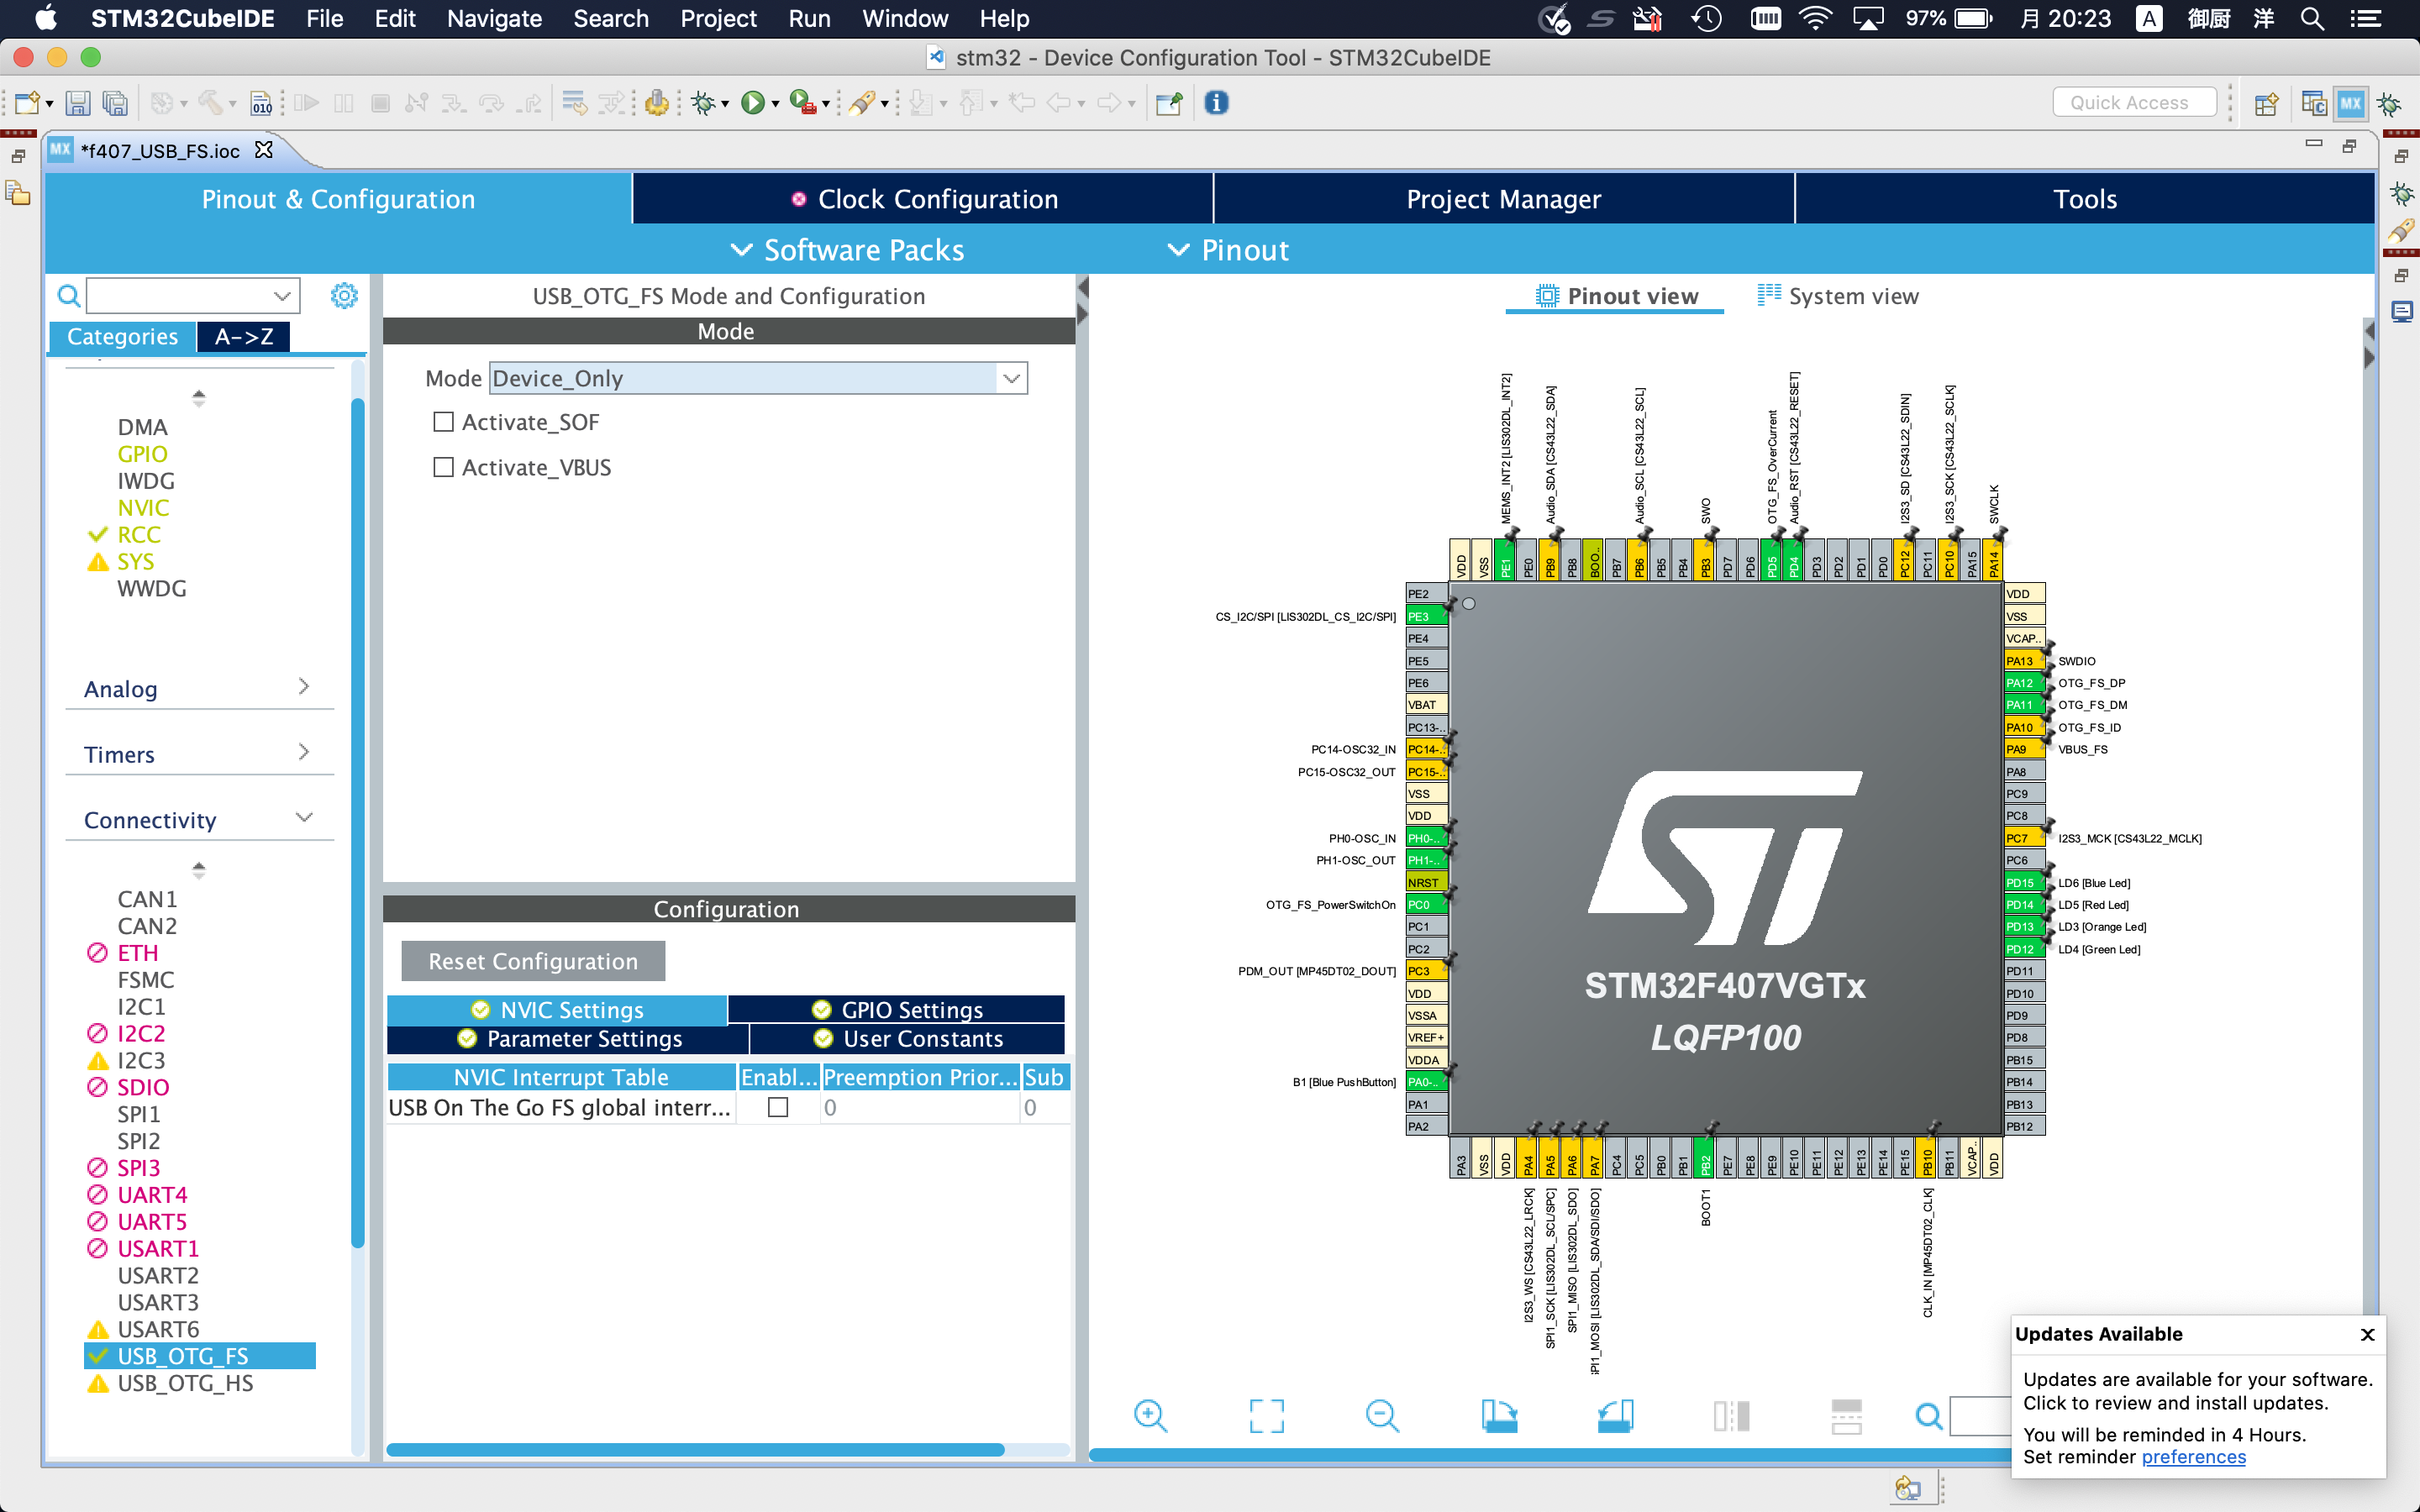 STM32CubeIDE File Edit Navigate Search Project Run Window Help 97% 月 20:23 A 御厨 洋
stm32 - Device Configuration Tool - STM32CubeIDE
010
Quick Access
MX
MX *f407_USB_FS.ioc
Pinout & Configuration
Clock Configuration
Project Manager
Tools
Software Packs
Pinout
Categories
A->Z
DMA
GPIO
IWDG
NVIC
RCC
SYS
WWDG
Analog
Timers
Connectivity
CAN1
CAN2
ETH
FSMC
I2C1
I2C2
I2C3
SDIO
SPI1
SPI2
SPI3
UART4
UART5
USART1
USART2
USART3
USART6
USB_OTG_FS
USB_OTG_HS
USB_OTG_FS Mode and Configuration
Mode
Mode Device_Only
Activate_SOF
Activate_VBUS
Configuration
Reset Configuration
NVIC Settings
GPIO Settings
Parameter Settings
User Constants
NVIC Interrupt Table Enabl... Preemption Prior... Sub
USB On The Go FS global interr... 0 0
Pinout view
System view
MEMS_INT2 [LIS302DL_INT2]
Audio_SDA [CS43L22_SDA]
Audio_SCL [CS43L22_SCL]
SWO
OTG_FS_OverCurrent
Audio_RST [CS43L22_RESET]
I2S3_SD [CS43L22_SDIN]
I2S3_SCK [CS43L22_SCLK]
SWCLK
VDD VSS PE1 PE0 PB9 PB8 BOO.. PB7 PB6 PB5 PB4 PB3 PD7 PD6 PD5 PD4 PD3 PD2 PD1 PD0 PC12 PC11 PC10 PA15 PA14
PE2
CS_I2C/SPI [LIS302DL_CS_I2C/SPI] PE3
PE4
PE5
PE6
VBAT
PC13-..
PC14-OSC32_IN PC14-..
PC15-OSC32_OUT PC15-..
VSS
VDD
PH0-OSC_IN PH0-..
PH1-OSC_OUT PH1-..
NRST
OTG_FS_PowerSwitchOn PC0
PC1
PC2
PDM_OUT [MP45DT02_DOUT] PC3
VDD
VSSA
VREF+
VDDA
B1 [Blue PushButton] PA0-..
PA1
PA2
STM32F407VGTx
LQFP100
VDD
VSS
VCAP..
PA13 SWDIO
PA12 OTG_FS_DP
PA11 OTG_FS_DM
PA10 OTG_FS_ID
PA9 VBUS_FS
PA8
PC9
PC8
PC7 I2S3_MCK [CS43L22_MCLK]
PC6
PD15 LD6 [Blue Led]
PD14 LD5 [Red Led]
PD13 LD3 [Orange Led]
PD12 LD4 [Green Led]
PD11
PD10
PD9
PD8
PB15
PB14
PB13
PB12
PA3 VSS VDD PA4 PA5 PA6 PA7 PC4 PC5 PB0 PB1 PB2 PE7 PE8 PE9 PE10 PE11 PE12 PE13 PE14 PE15 PB10 PB11 VCAP.. VDD
I2S3_WS [CS43L22_LRCK]
SPI1_SCK [LIS302DL_SCL/SPC]
SPI1_MISO [LIS302DL_SDO]
PI1_MOSI [LIS302DL_SDA/SDI/SDO]
BOOT1
CLK_IN [MP45DT02_CLK]
Updates Available
Updates are available for your software.
Click to review and install updates.
You will be reminded in 4 Hours.
Set reminder preferences